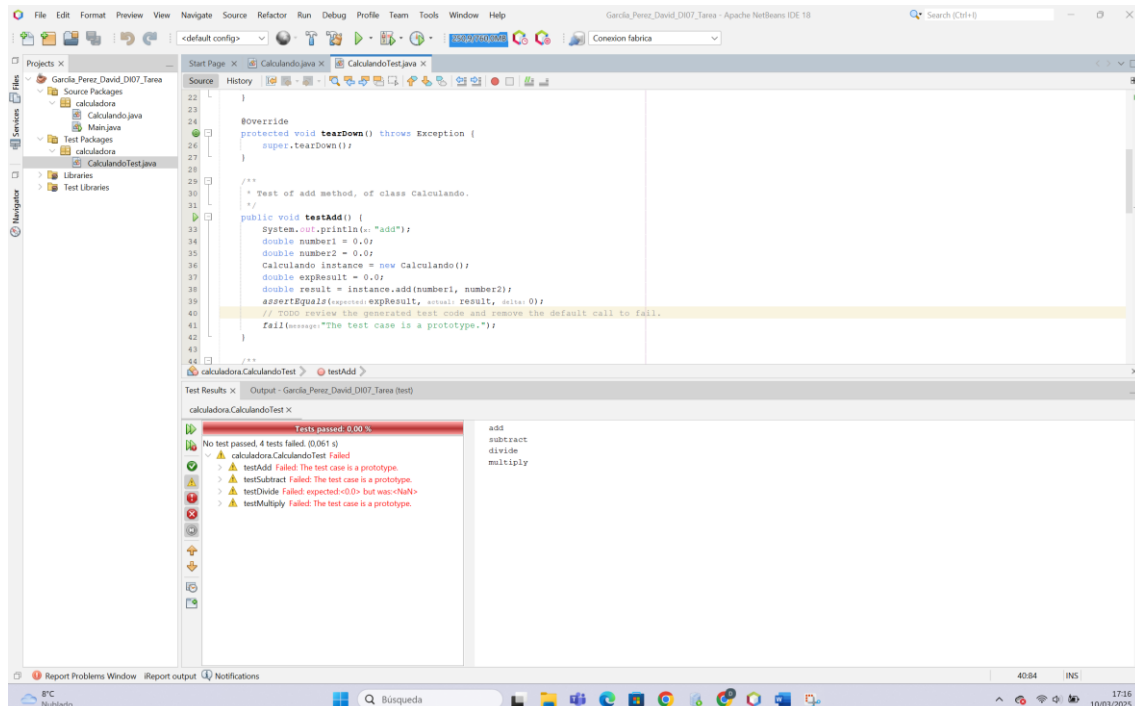 File Edit Format Preview View Navigate Source Refactor Run Debug Profile Team Tools Window Help
Garcila_Perez_David_DI07_Tarea - Apache NetBeans IDE 18
Search (Ctrl+I)
<default config>
Conexion fabrica
Projects
Files
Services
Navigator
Garcila_Perez_David_DI07_Tarea
Source Packages
calculadora
Calculando.java
Main.java
Test Packages
calculadora
CalculandoTest.java
Libraries
Test Libraries
Start Page Calculando.java CalculandoTest.java
Source History
22 }
23
24 @Override
protected void tearDown() throws Exception {
26 super.tearDown();
27 }
28
29 /**
30 * Test of add method, of class Calculando.
31 */
public void testAdd() {
33 System.out.println(x: "add");
34 double number1 = 0.0;
35 double number2 = 0.0;
36 Calculando instance = new Calculando();
37 double expResult = 0.0;
38 double result = instance.add(number1, number2);
39 assertEquals(expected: expResult, actual: result, delta: 0);
40 // TODO review the generated test code and remove the default call to fail.
41 fail(message: "The test case is a prototype.");
42 }
43
44 /**
calculadora.CalculandoTest testAdd
Test Results Output - Garcila_Perez_David_DI07_Tarea (test)
calculadora.CalculandoTest
Tests passed: 0.00 %
No test passed, 4 tests failed. (0,061 s)
calculadora.CalculandoTest Failed
testAdd Failed: The test case is a prototype.
testSubtract Failed: The test case is a prototype.
testDivide Failed: expected:<0.0> but was:<NaN>
testMultiply Failed: The test case is a prototype.
add
subtract
divide
multiply
Report Problems Window iReport output Notifications
40:84 INS
8°C
Nublado
Búsqueda
17:16
10/03/2025